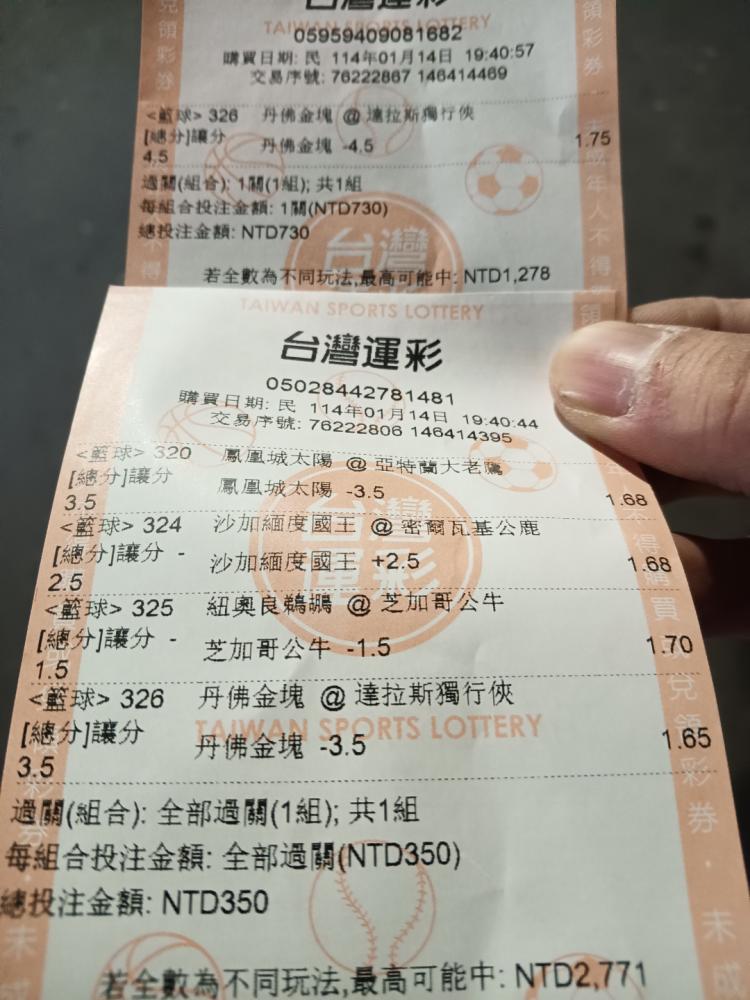 台灣運彩
TAIWAN SPORTS LOTTERY
05959409081682
購買日期: 民 114年01月14日 19:40:57
交易序號: 76222867 146414469
<籃球> 326 丹佛金塊 @ 達拉斯獨行俠
[總分]讓分 丹佛金塊 -4.5 1.75
4.5
過關(組合): 1關(1組); 共1組
每組合投注金額: 1關(NTD730)
總投注金額: NTD730
若全數為不同玩法,最高可能中: NTD1,278
TAIWAN SPORTS LOTTERY
台灣運彩
05028442781481
購買日期: 民 114年01月14日 19:40:44
交易序號: 76222806 146414395
<籃球> 320 鳳凰城太陽 @ 亞特蘭大老鷹
[總分]讓分 鳳凰城太陽 -3.5 1.68
3.5
<籃球> 324 沙加緬度國王 @ 密爾瓦基公鹿
[總分]讓分 - 沙加緬度國王 +2.5 1.68
2.5
<籃球> 325 紐奧良鵜鶘 @ 芝加哥公牛
[總分]讓分 - 芝加哥公牛 -1.5 1.70
1.5
<籃球> 326 丹佛金塊 @ 達拉斯獨行俠
TAIWAN SPORTS LOTTERY
[總分]讓分 丹佛金塊 -3.5 1.65
3.5
過關(組合): 全部過關(1組); 共1組
每組合投注金額: 全部過關(NTD350)
總投注金額: NTD350
若全數為不同玩法,最高可能中: NTD2,771